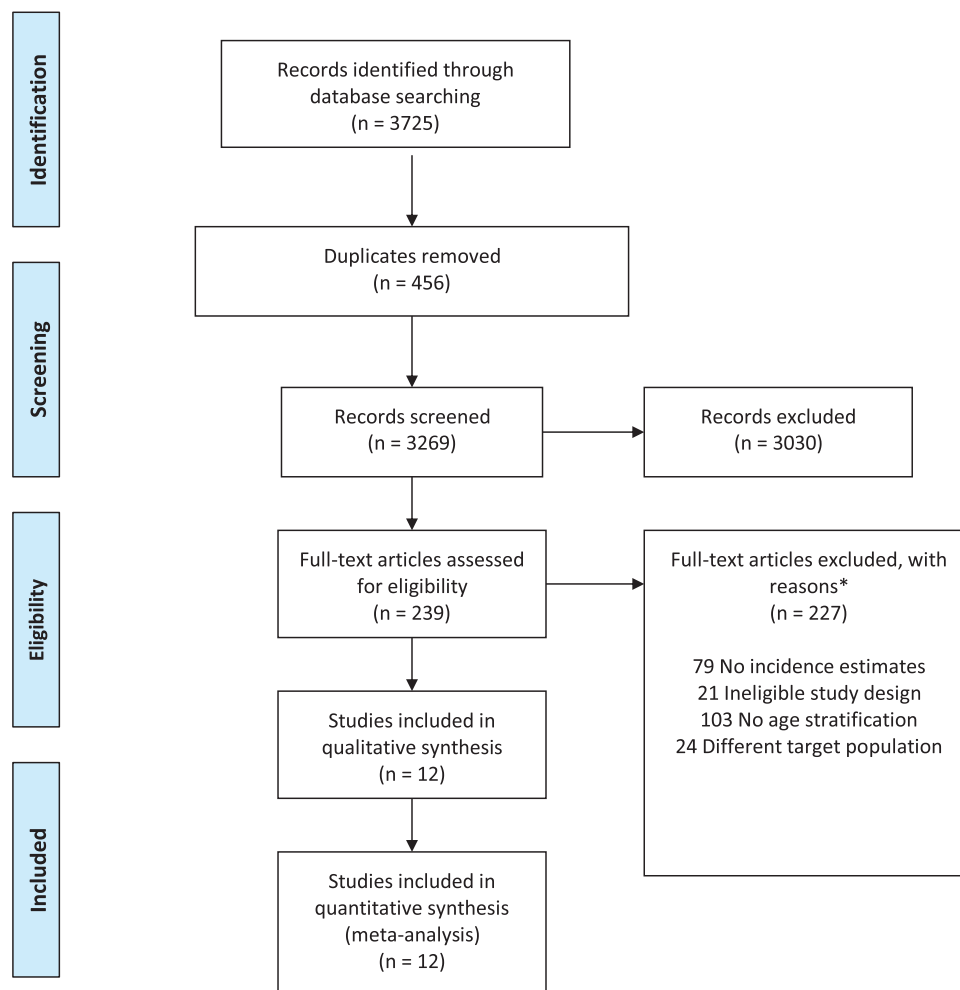 Identification
Records identified through
database searching
(n = 3725)
Duplicates removed
(n = 456)
Screening
Records screened
(n = 3269)
Records excluded
(n = 3030)
Eligibility
Full-text articles assessed
for eligibility
(n = 239)
Full-text articles excluded, with
reasons*
(n = 227)
79 No incidence estimates
21 Ineligible study design
103 No age stratification
24 Different target population
Studies included in
qualitative synthesis
(n = 12)
Included
Studies included in
quantitative synthesis
(meta-analysis)
(n = 12)